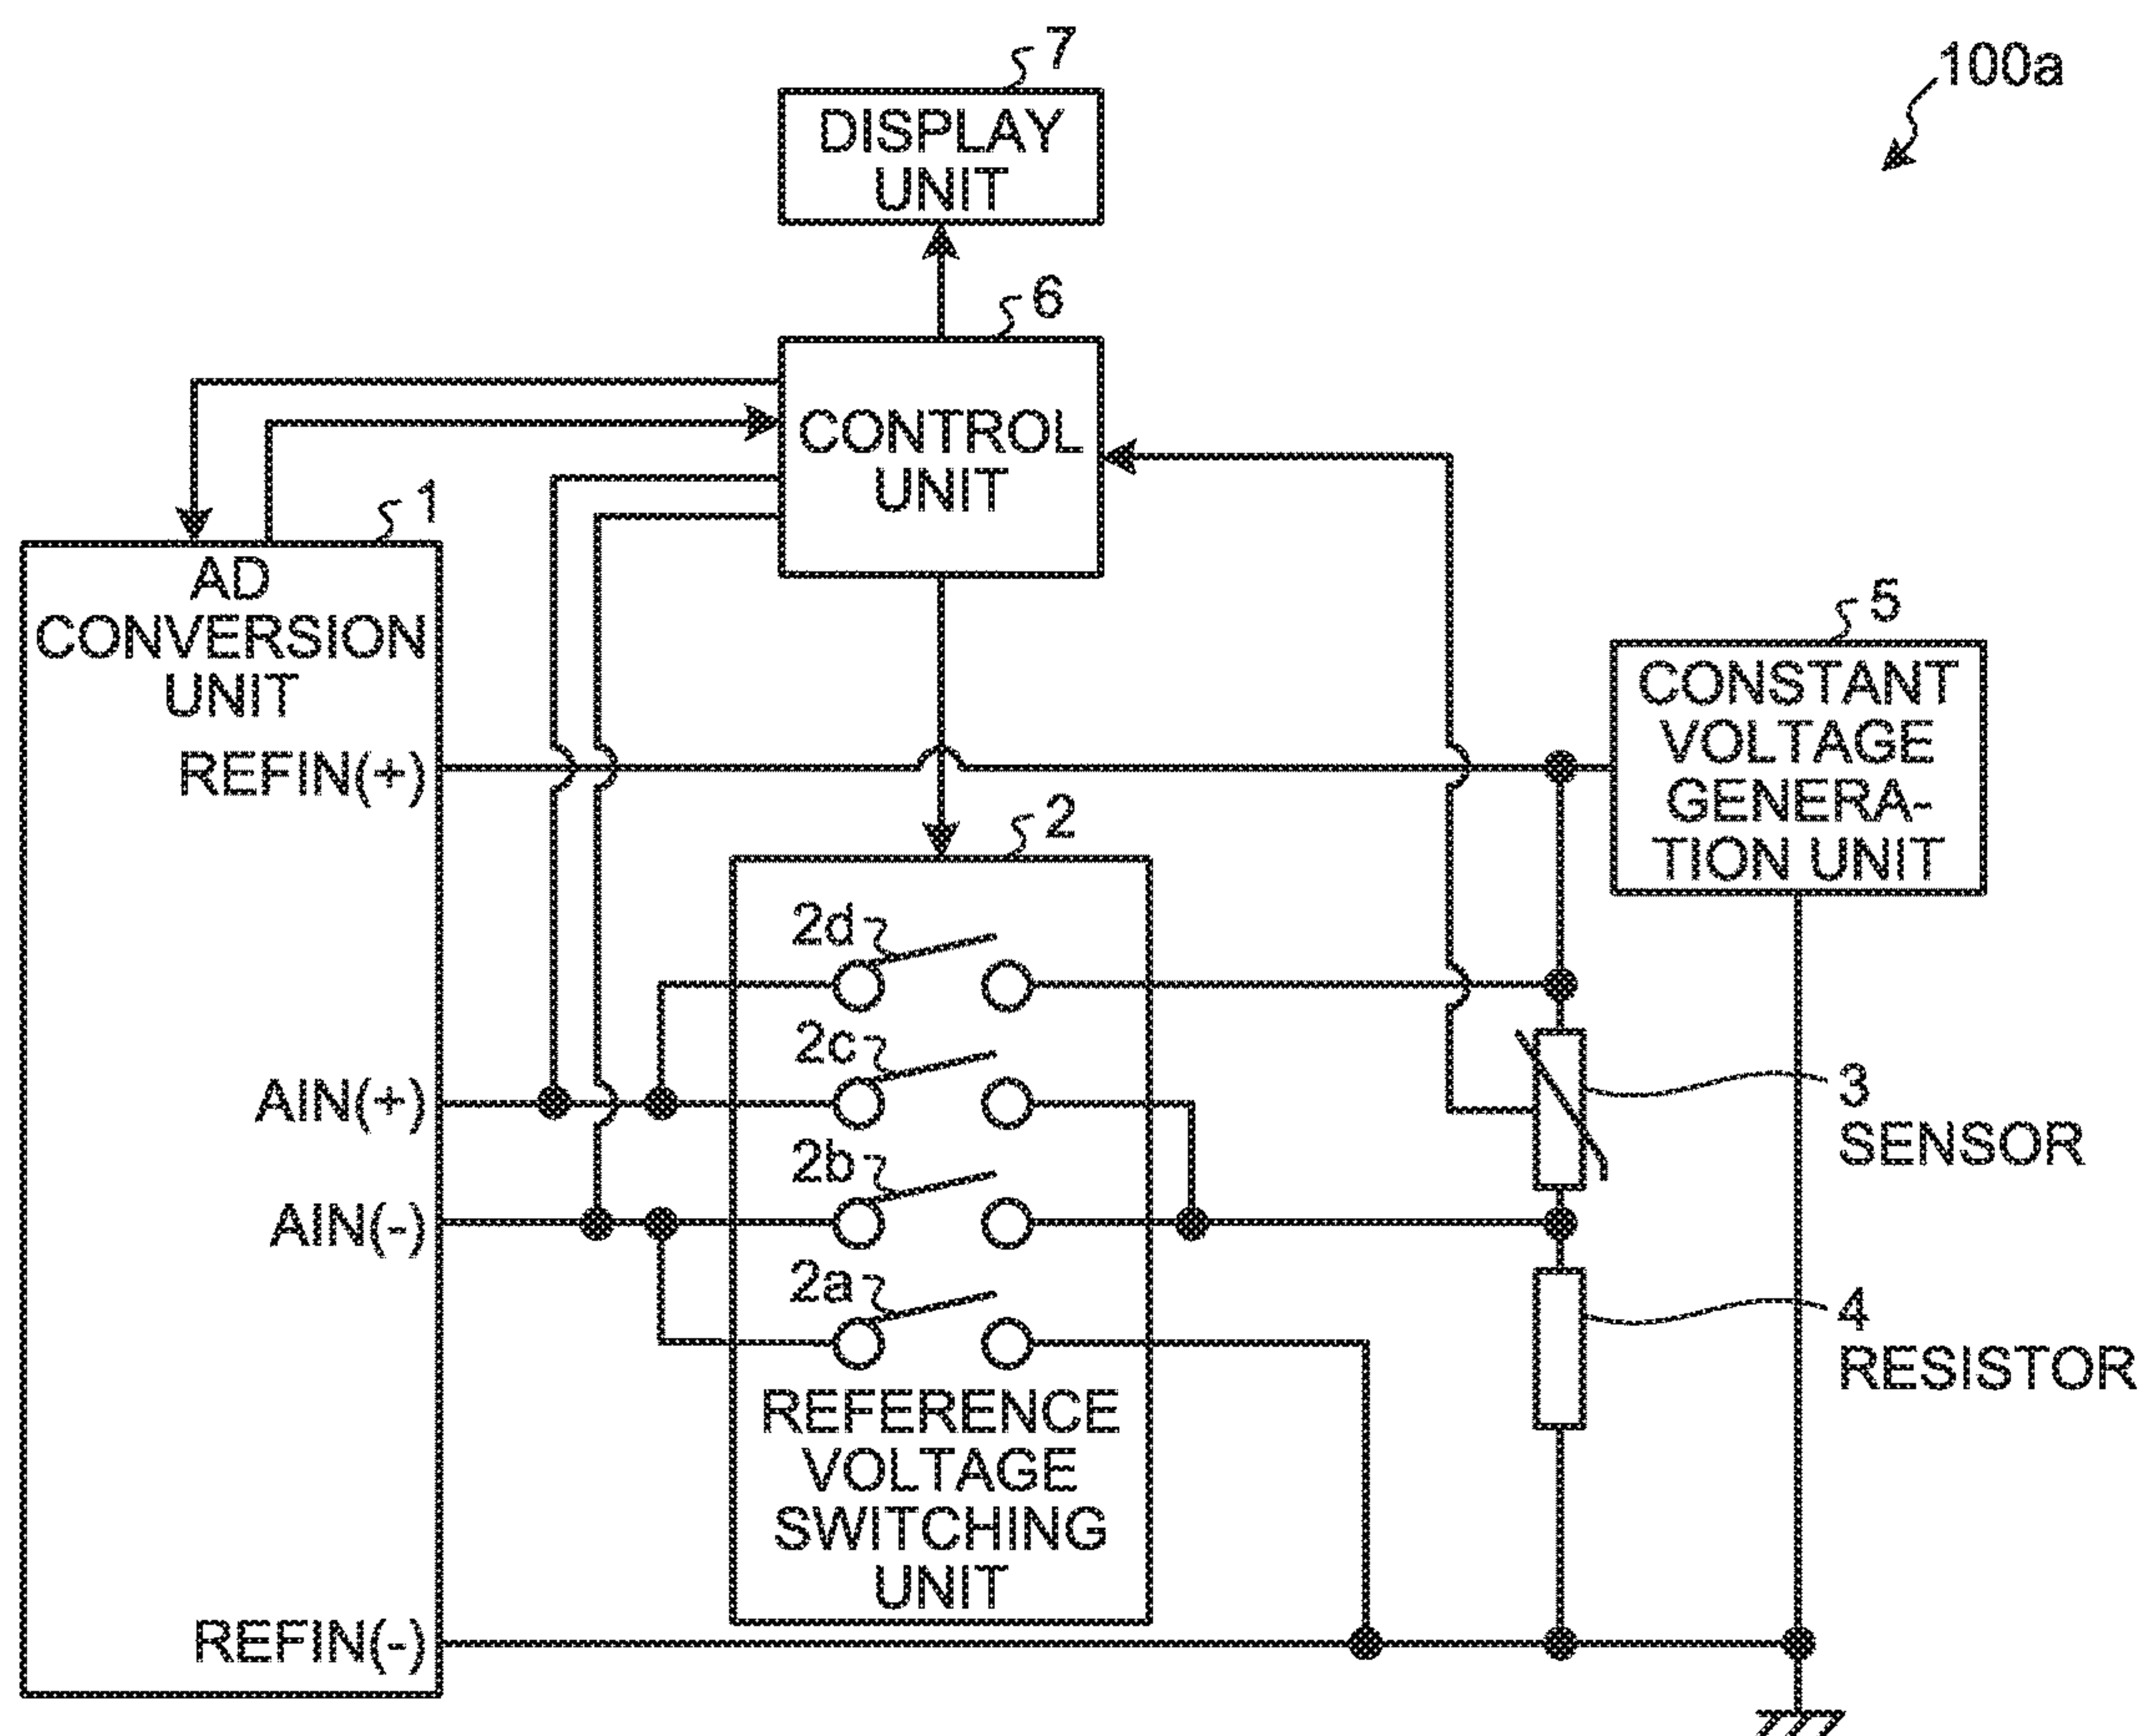 7
100a
DISPLAY
UNIT
6
CONTROL
UNIT
1
AD
CONVERSION
UNIT
REFIN(+)
AIN(+)
AIN(-)
REFIN(-)
5
CONSTANT
VOLTAGE
GENERA-
TION UNIT
2
2d
2c
2b
2a
REFERENCE
VOLTAGE
SWITCHING
UNIT
3
SENSOR
4
RESISTOR